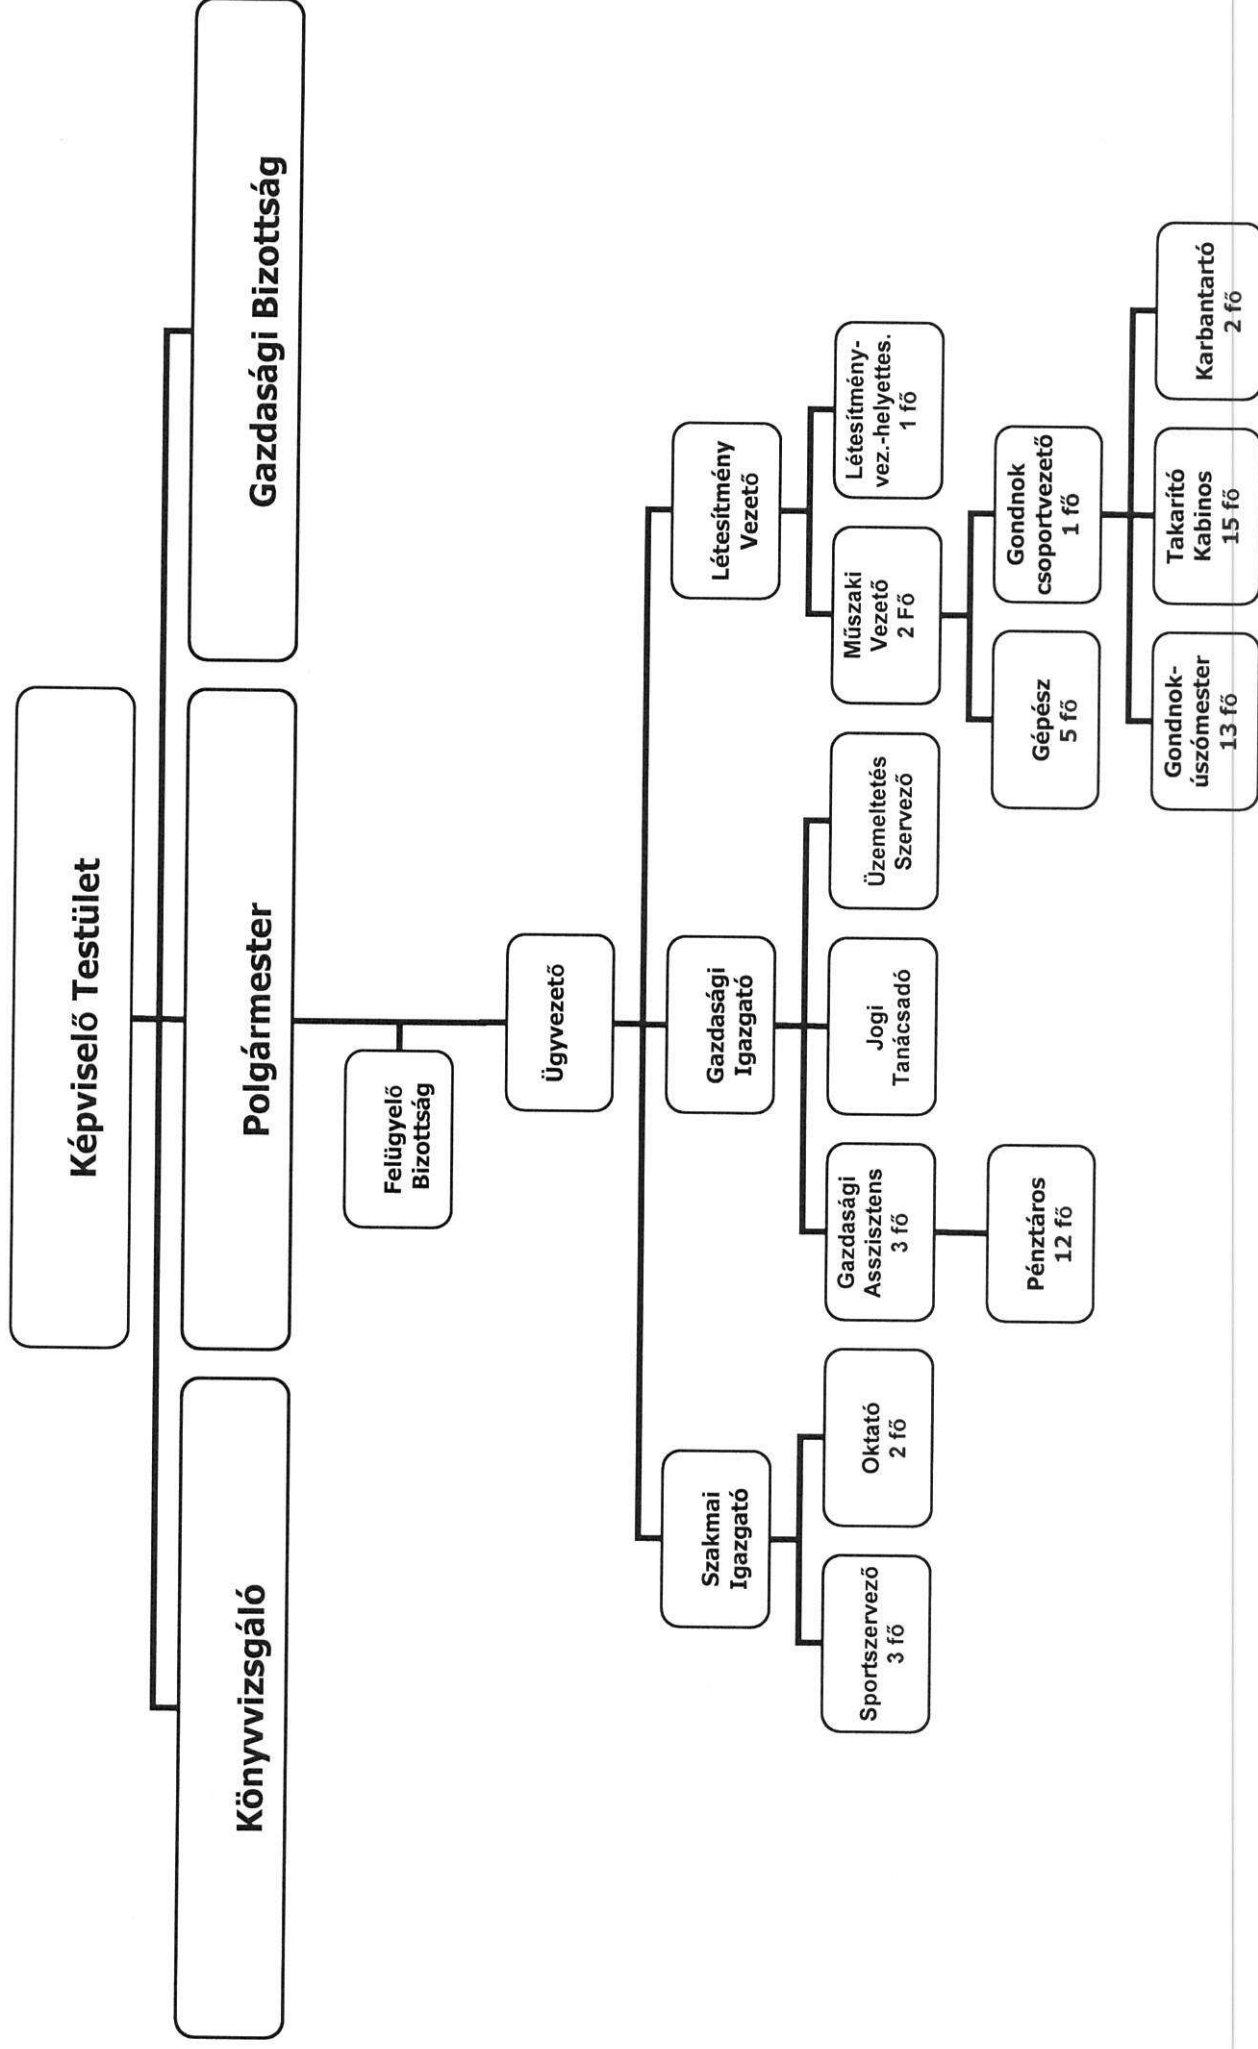 Képviselő Testület
Könyvvizsgáló
Polgármester
Gazdasági Bizottság
Felügyelő
Bizottság
Ügyvezető
Szakmai
Igazgató
Gazdasági
Igazgató
Létesítmény
Vezető
Sportszervező
3 fő
Oktató
2 fő
Gazdasági
Asszisztens
3 fő
Jogi
Tanácsadó
Üzemeltetés
Szervező
Műszaki
Vezető
2 Fő
Létesítmény-
vez.-helyettes.
1 fő
Pénztáros
12 fő
Gépész
5 fő
Gondnok
csoportvezető
1 fő
Gondnok-
úszómester
13 fő
Takarító
Kabinos
15 fő
Karbantartó
2 fő